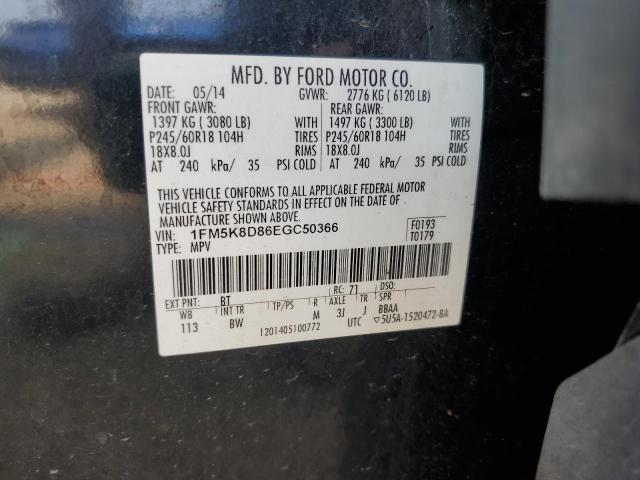 MFD. BY FORD MOTOR CO.
DATE: 05/14 GVWR: 2776 KG ( 6120 LB)
FRONT GAWR: REAR GAWR:
1397 KG ( 3080 LB) WITH 1497 KG ( 3300 LB) WITH
P245/60R18 104H TIRES P245/60R18 104H TIRES
18X8.0J RIMS 18X8.0J RIMS
AT 240 kPa/ 35 PSI COLD AT 240 kPa/ 35 PSI COLD
THIS VEHICLE CONFORMS TO ALL APPLICABLE FEDERAL MOTOR
VEHICLE SAFETY STANDARDS IN EFFECT ON THE DATE OF
MANUFACTURE SHOWN ABOVE.
VIN: 1FM5K8D86EGC50366 F0193
TYPE: MPV T0179
EXT PNT: BT RC: 71 DSO:
WB INT TR TP/PS R AXLE TR SPR
113 BW M 3J J BBAA
1201405100772 UTC ▽5U5A-1520472-BA